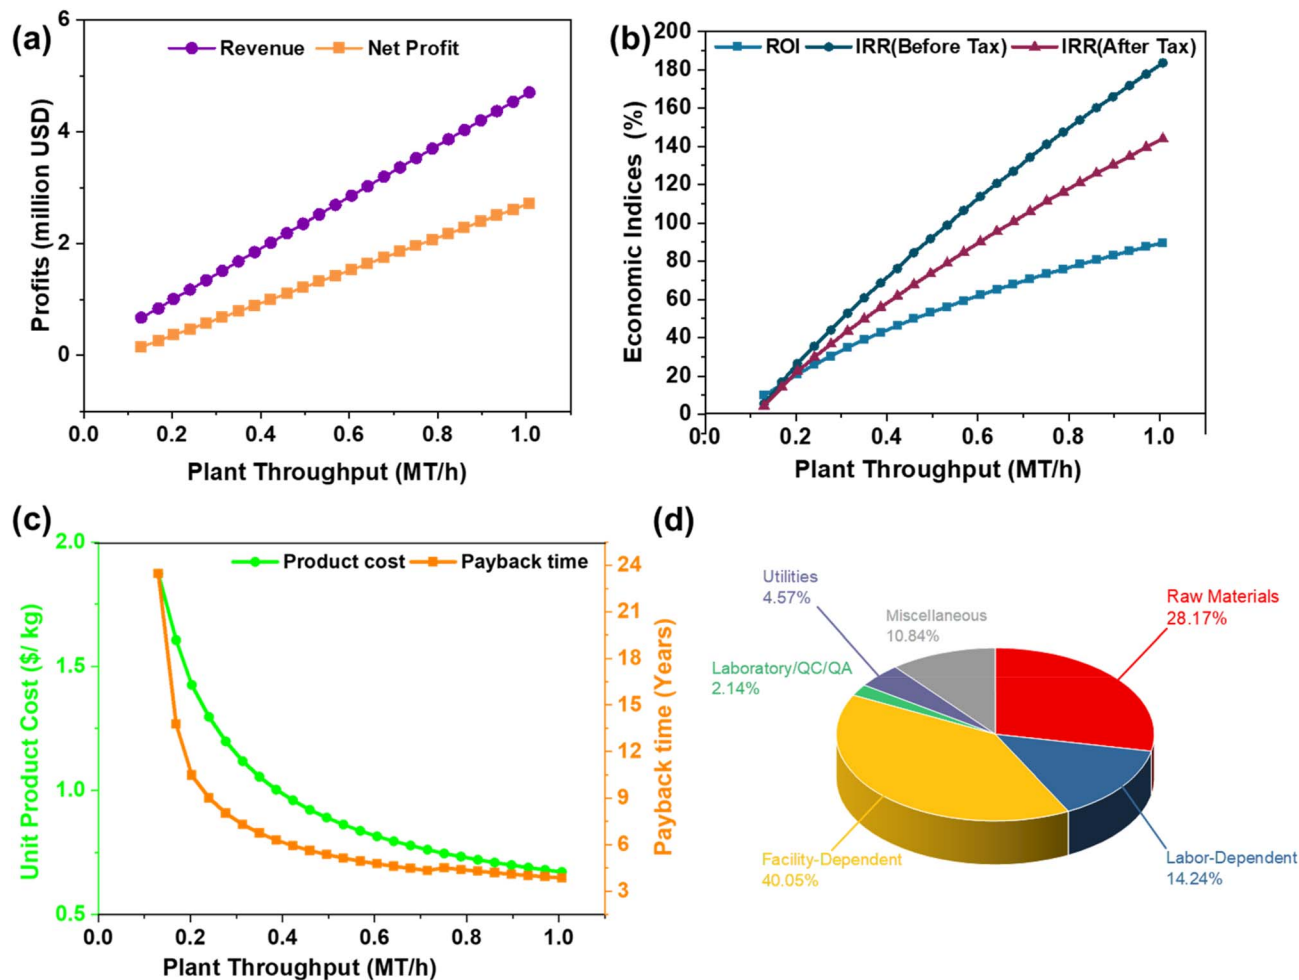 (a)
Revenue Net Profit
6
4
2
0
Profits (million USD)
0.0 0.2 0.4 0.6 0.8 1.0
Plant Throughput (MT/h)
(b)
ROI IRR(Before Tax) IRR(After Tax)
200
180
160
140
120
100
80
60
40
20
0
Economic Indices (%)
0.0 0.2 0.4 0.6 0.8 1.0
Plant Throughput (MT/h)
(c)
Product cost Payback time
2.0
1.5
1.0
0.5
Unit Product Cost ($/ kg)
24
21
18
15
12
9
6
3
Payback time (Years)
0.0 0.2 0.4 0.6 0.8 1.0
Plant Throughput (MT/h)
(d)
Utilities
4.57%
Miscellaneous
10.84%
Raw Materials
28.17%
Laboratory/QC/QA
2.14%
Facility-Dependent
40.05%
Labor-Dependent
14.24%